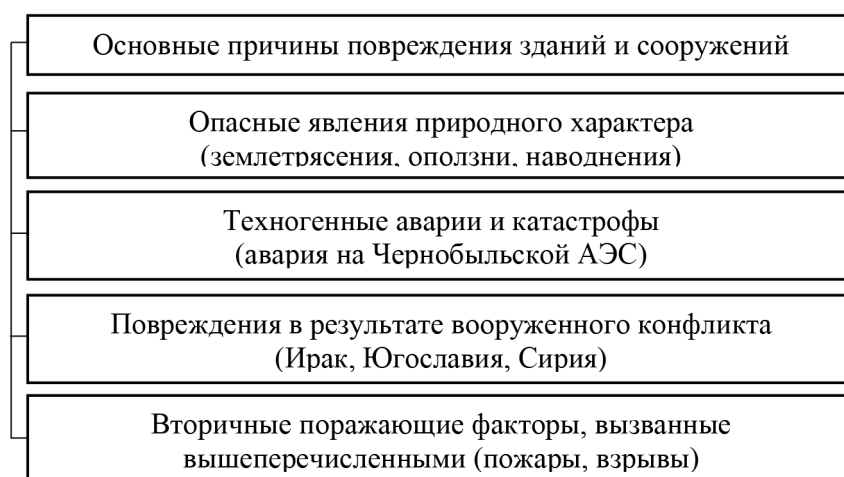 Основные причины повреждения зданий и сооружений
Опасные явления природного характера
(землетрясения, оползни, наводнения)
Техногенные аварии и катастрофы
(авария на Чернобыльской АЭС)
Повреждения в результате вооруженного конфликта
(Ирак, Югославия, Сирия)
Вторичные поражающие факторы, вызванные
вышеперечисленными (пожары, взрывы)